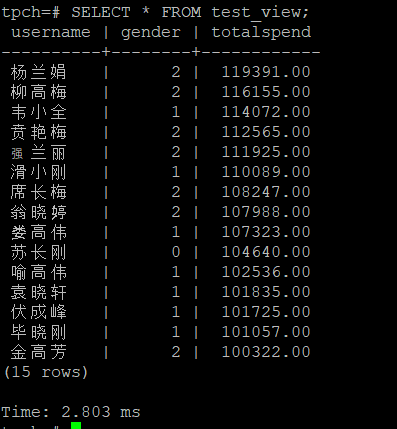 tpch=# SELECT * FROM test_view;
username | gender | totalspend
----------+--------+------------
杨兰娟 | 2 | 119391.00
柳高梅 | 2 | 116155.00
韦小全 | 1 | 114072.00
贲艳梅 | 2 | 112565.00
强兰丽 | 2 | 111925.00
滑小刚 | 1 | 110089.00
席长梅 | 2 | 108247.00
翁晓婷 | 2 | 107988.00
娄高伟 | 1 | 107323.00
苏长刚 | 0 | 104640.00
喻高伟 | 1 | 102536.00
袁晓轩 | 1 | 101835.00
伏成峰 | 1 | 101725.00
毕晓刚 | 1 | 101057.00
金高芳 | 2 | 100322.00
(15 rows)
Time: 2.803 ms